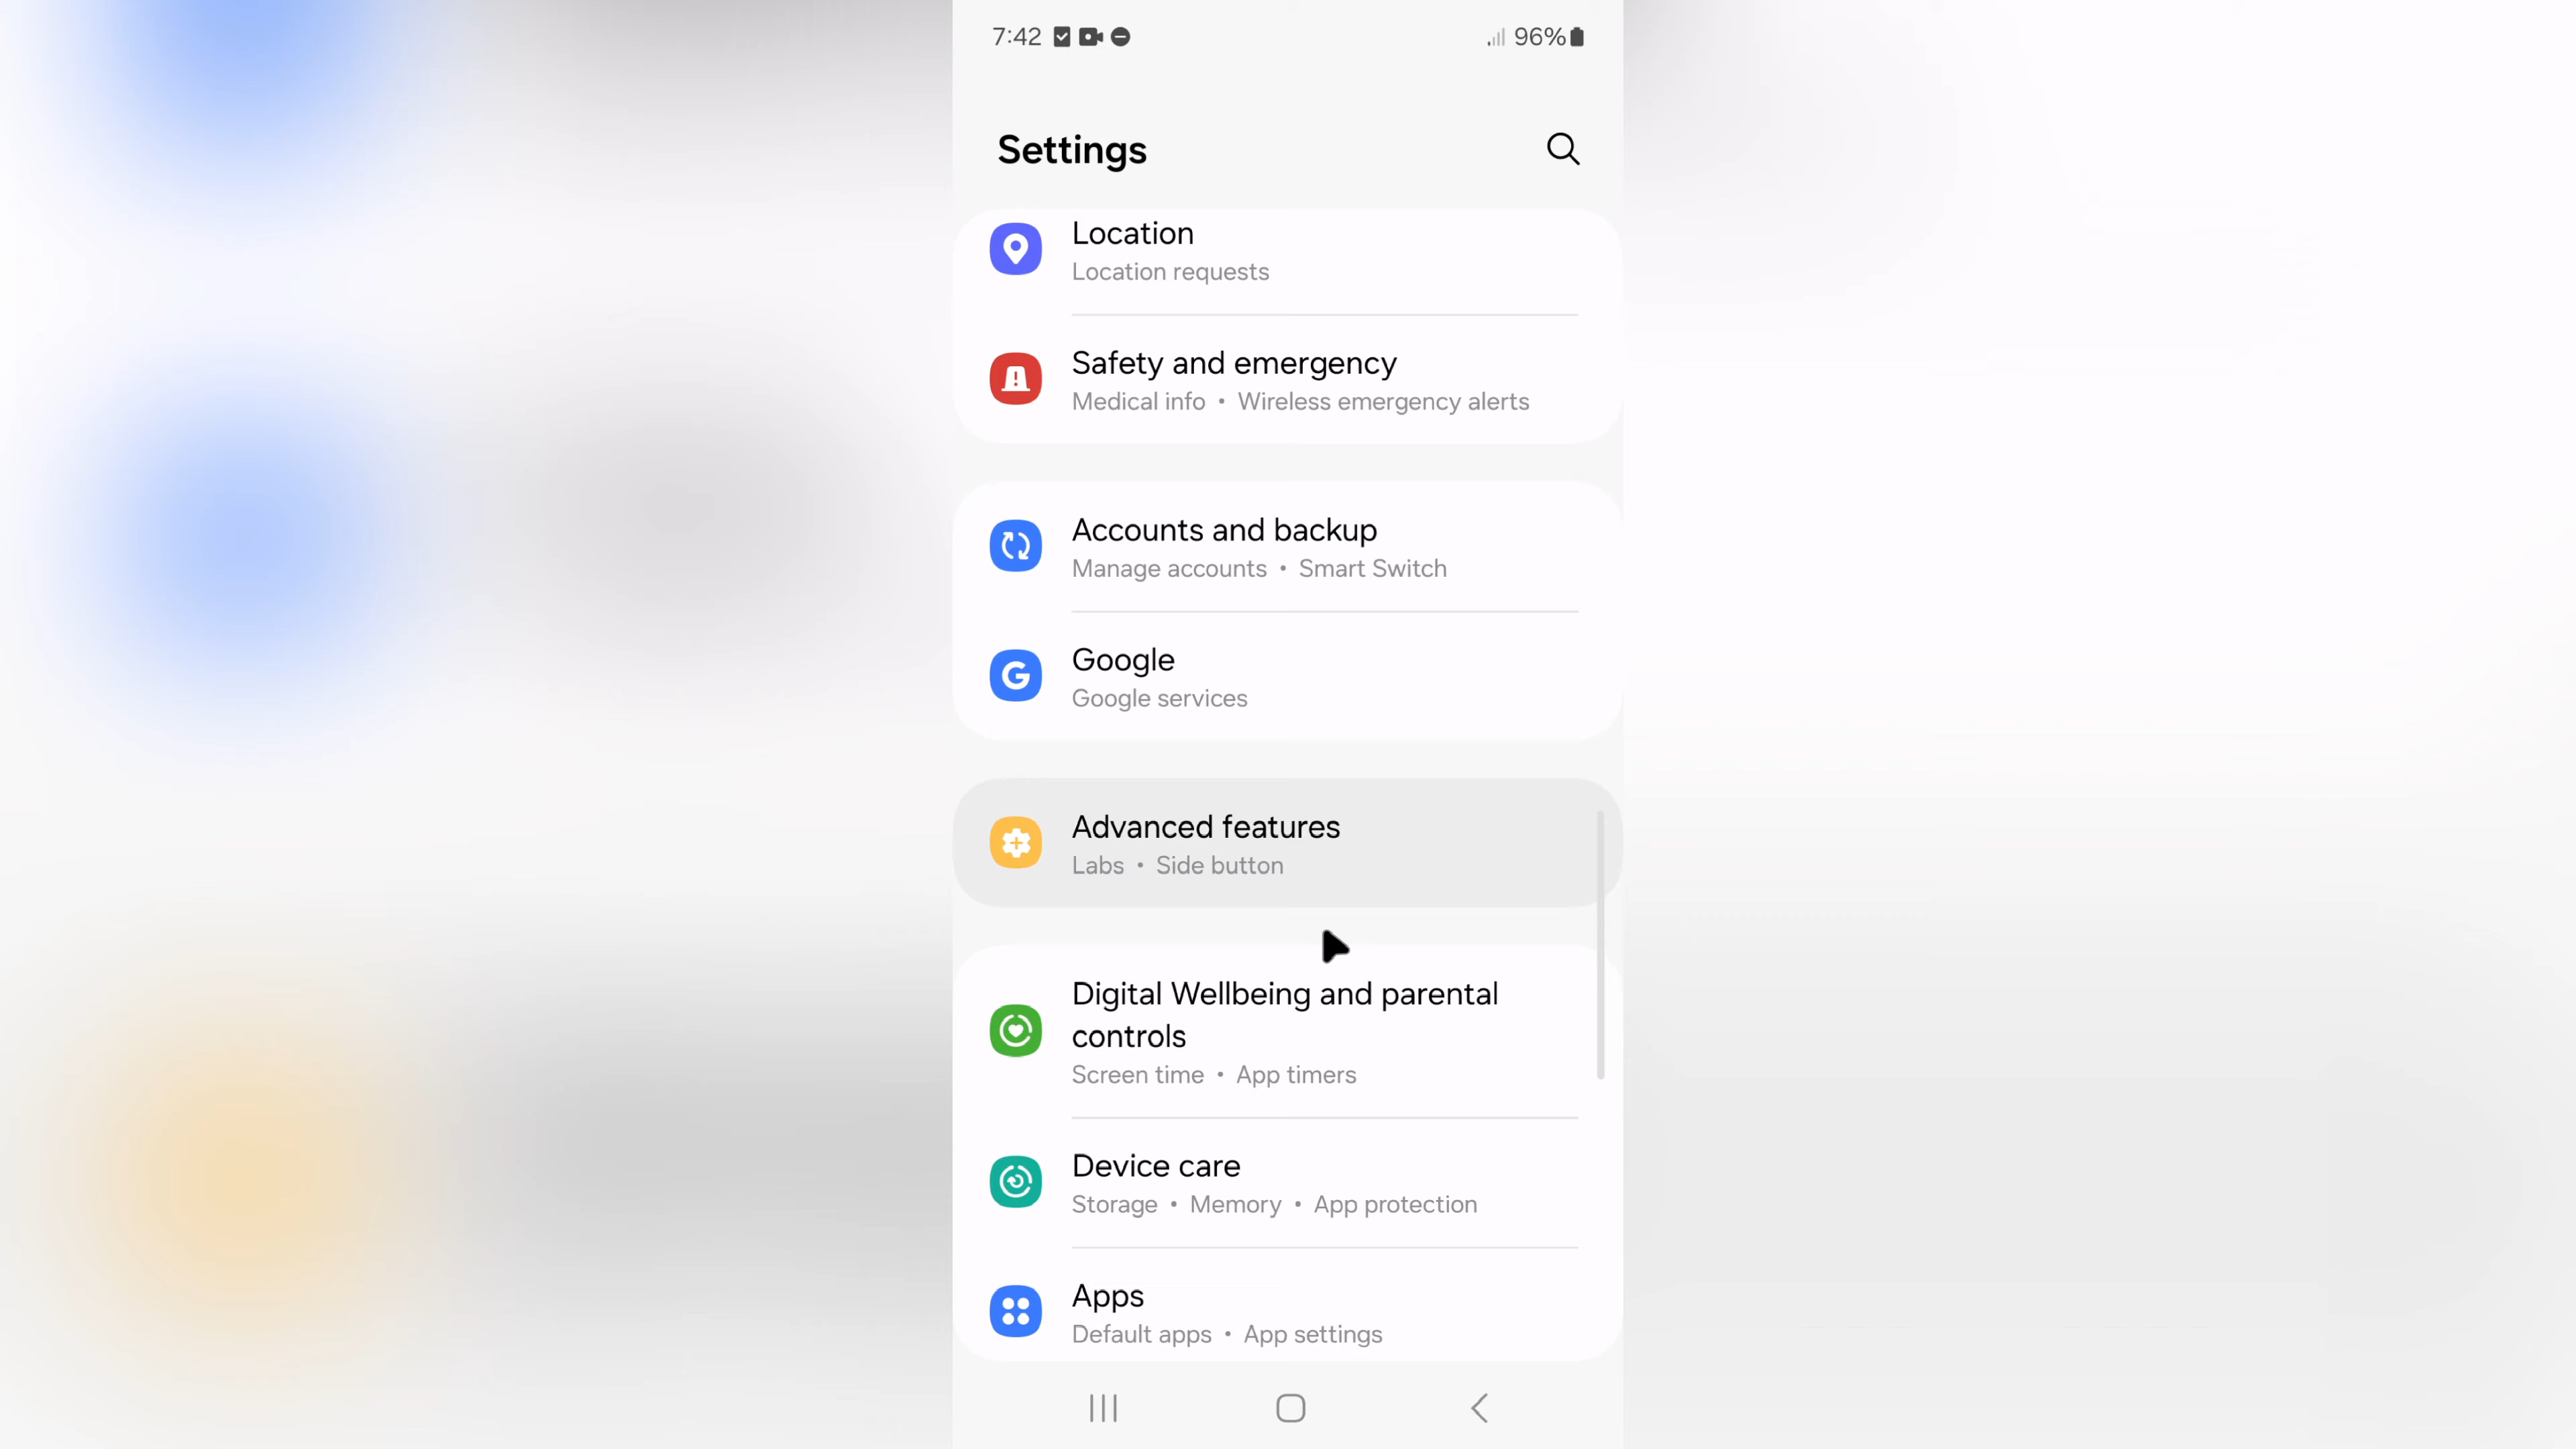 7:42
96%
Settings
Location
Location requests
Safety and emergency
Medical info • Wireless emergency alerts
Accounts and backup
Manage accounts • Smart Switch
Google
Google services
Advanced features
Labs • Side button
Digital Wellbeing and parental
controls
Screen time • App timers
Device care
Storage • Memory • App protection
Apps
Default apps • App settings